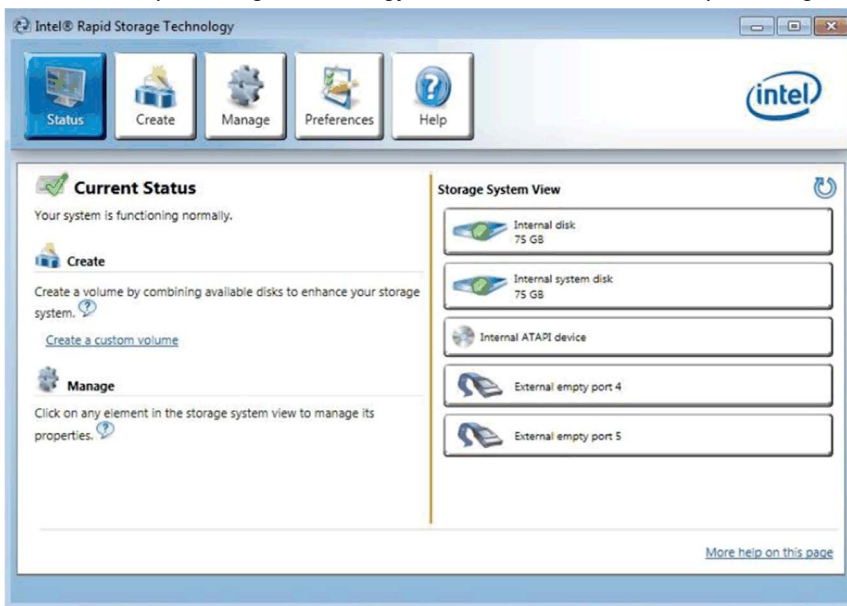 Intel® Rapid Storage Technology
Status
Create
Manage
Preferences
Help
intel
Current Status
Your system is functioning normally.
Create
Create a volume by combining available disks to enhance your storage
system.
Create a custom volume
Manage
Click on any element in the storage system view to manage its
properties.
Storage System View
Internal disk
75 GB
Internal system disk
75 GB
Internal ATAPI device
External empty port 4
External empty port 5
More help on this page